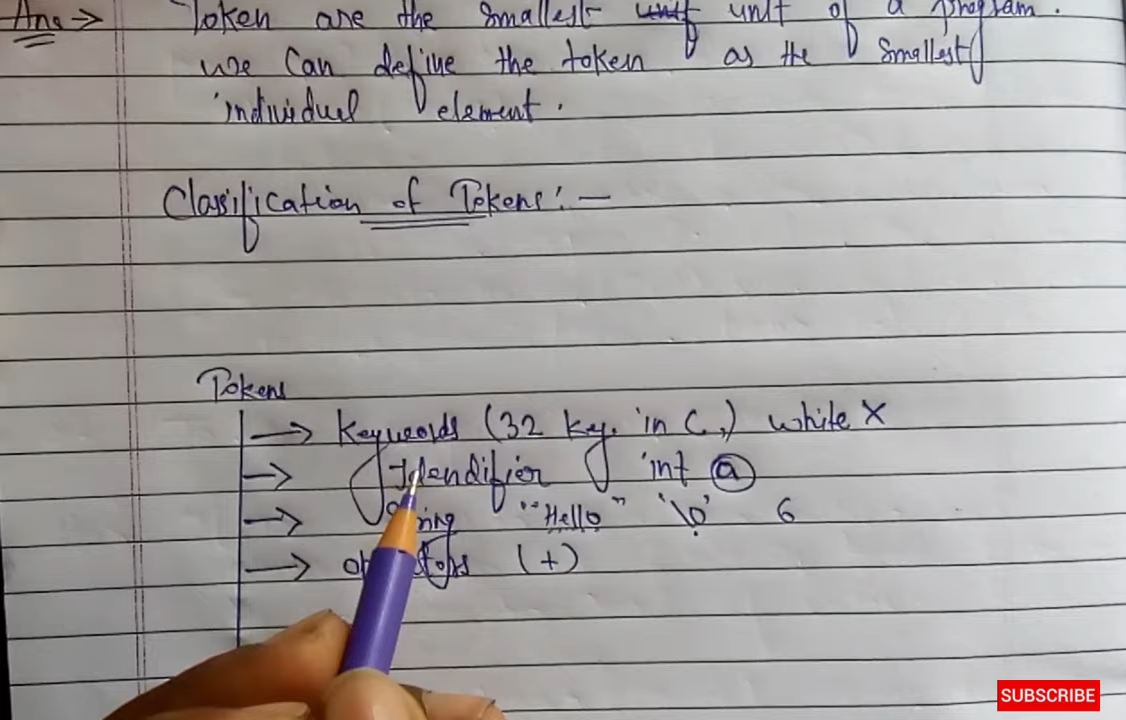 Ans → Token are the smallest unit unit of a program.
we can define the token as the smallest
individual element.
Classification of Tokens :-
Tokens
→ Keywords (32 key. in C,) while X
→ Idendifier int a
→ "Hello" '\0' 6
→ (+)
SUBSCRIBE